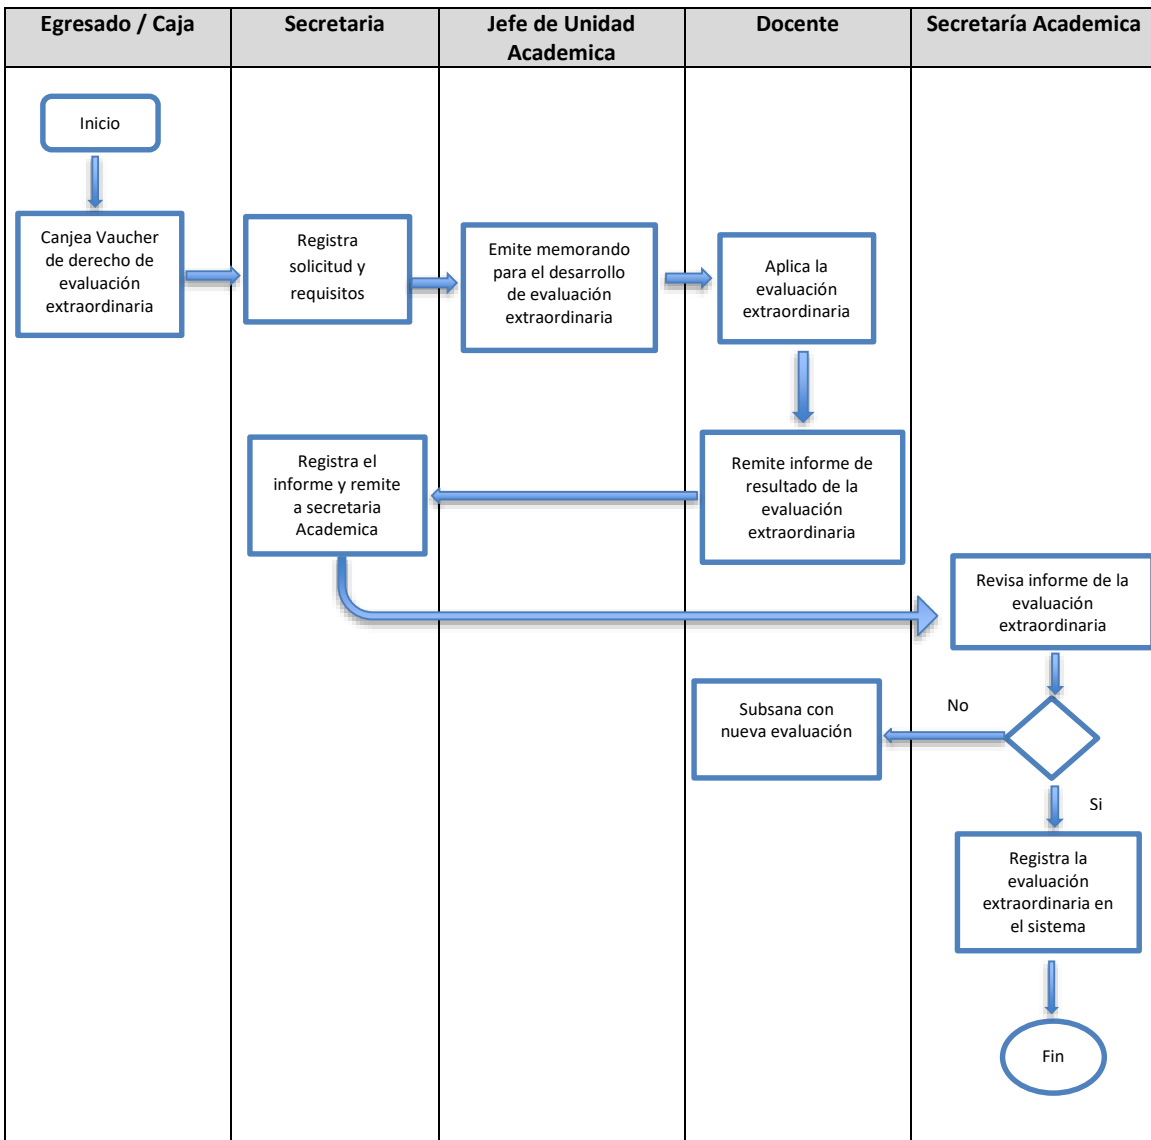 Egresado / Caja
Secretaria
Jefe de Unidad
Academica
Docente
Secretaría Academica
Inicio
Canjea Vaucher
de derecho de
evaluación
extraordinaria
Registra
solicitud y
requisitos
Emite memorando
para el desarrollo
de evaluación
extraordinaria
Aplica la
evaluación
extraordinaria
Registra el
informe y remite
a secretaria
Academica
Remite informe de
resultado de la
evaluación
extraordinaria
Revisa informe de la
evaluación
extraordinaria
Subsana con
nueva evaluación
No
Si
Registra la
evaluación
extraordinaria en
el sistema
Fin